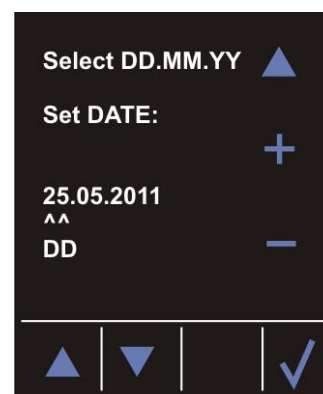 Select DD.MM.YY
Set DATE:
+
25.05.2011
^^
DD
−